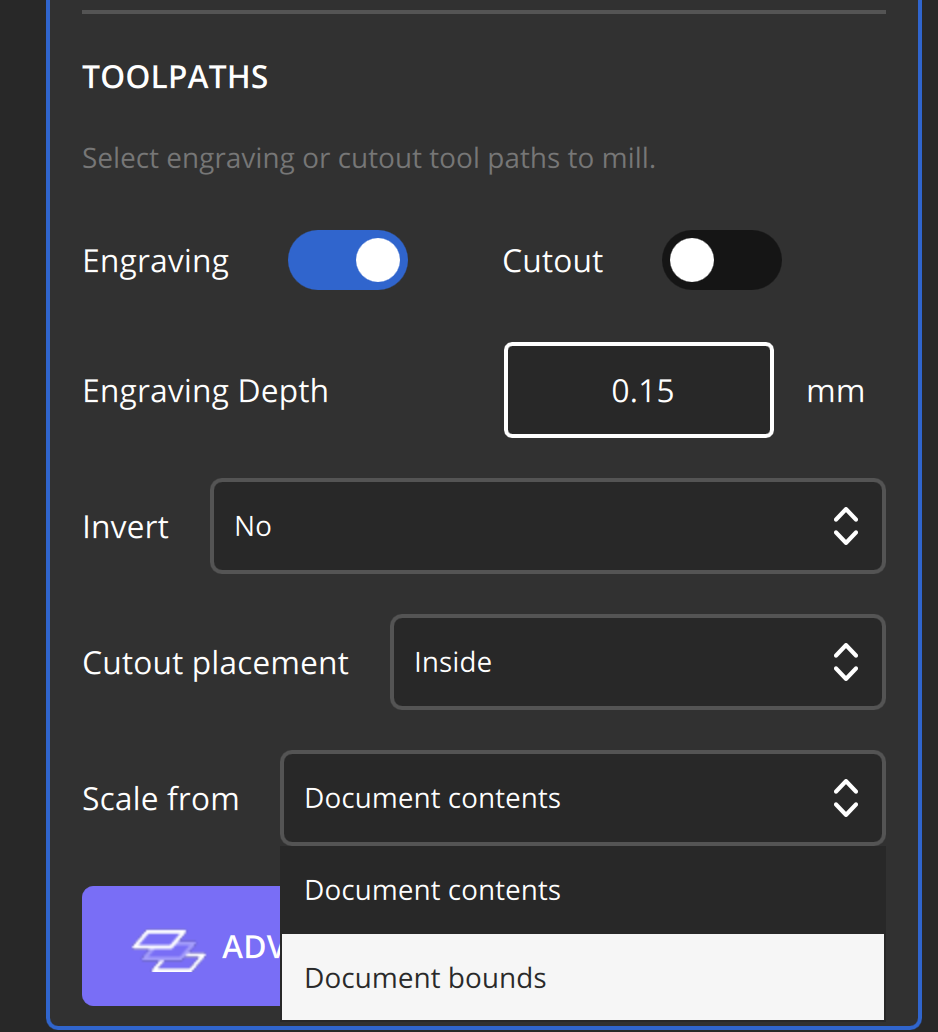 TOOLPATHS
Select engraving or cutout tool paths to mill.
Engraving Cutout
Engraving Depth 0.15 mm
Invert No
Cutout placement Inside
Scale from Document contents
Document contents
Document bounds